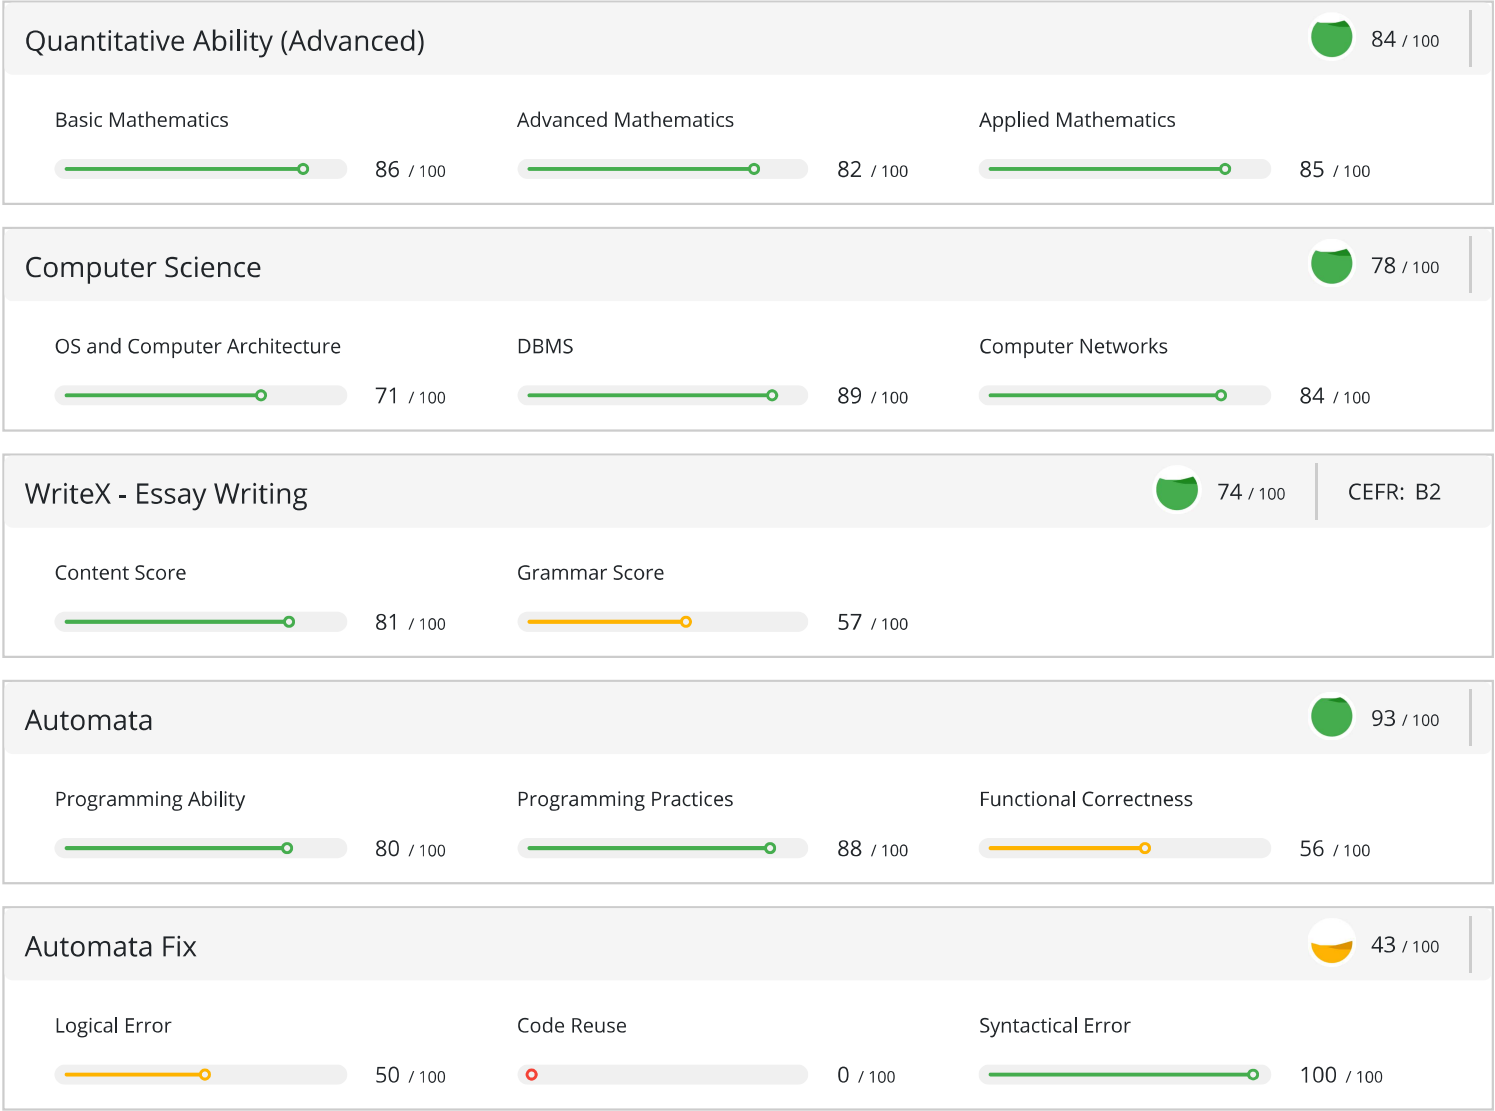 Quantitative Ability (Advanced) 84 / 100
Basic Mathematics Advanced Mathematics Applied Mathematics
86 / 100 82 / 100 85 / 100
Computer Science 78 / 100
OS and Computer Architecture DBMS Computer Networks
71 / 100 89 / 100 84 / 100
WriteX - Essay Writing 74 / 100 CEFR: B2
Content Score Grammar Score
81 / 100 57 / 100
Automata 93 / 100
Programming Ability Programming Practices Functional Correctness
80 / 100 88 / 100 56 / 100
Automata Fix 43 / 100
Logical Error Code Reuse Syntactical Error
50 / 100 0 / 100 100 / 100